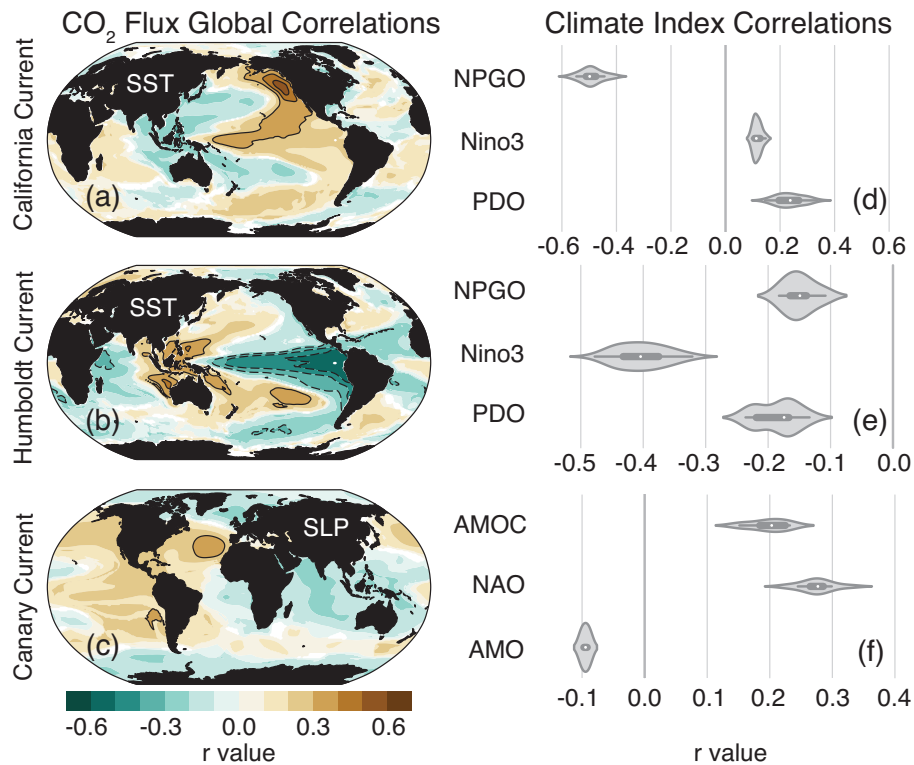 CO₂ Flux Global Correlations
Climate Index Correlations
California Current
SST
(a)
NPGO
Nino3
PDO
(d)
-0.6 -0.4 -0.2 0.0 0.2 0.4 0.6
Humboldt Current
SST
(b)
NPGO
Nino3
PDO
(e)
-0.5 -0.4 -0.3 -0.2 -0.1 0.0
Canary Current
SLP
(c)
AMOC
NAO
AMO
(f)
-0.1 0.0 0.1 0.2 0.3 0.4
-0.6 -0.3 0.0 0.3 0.6
r value
r value